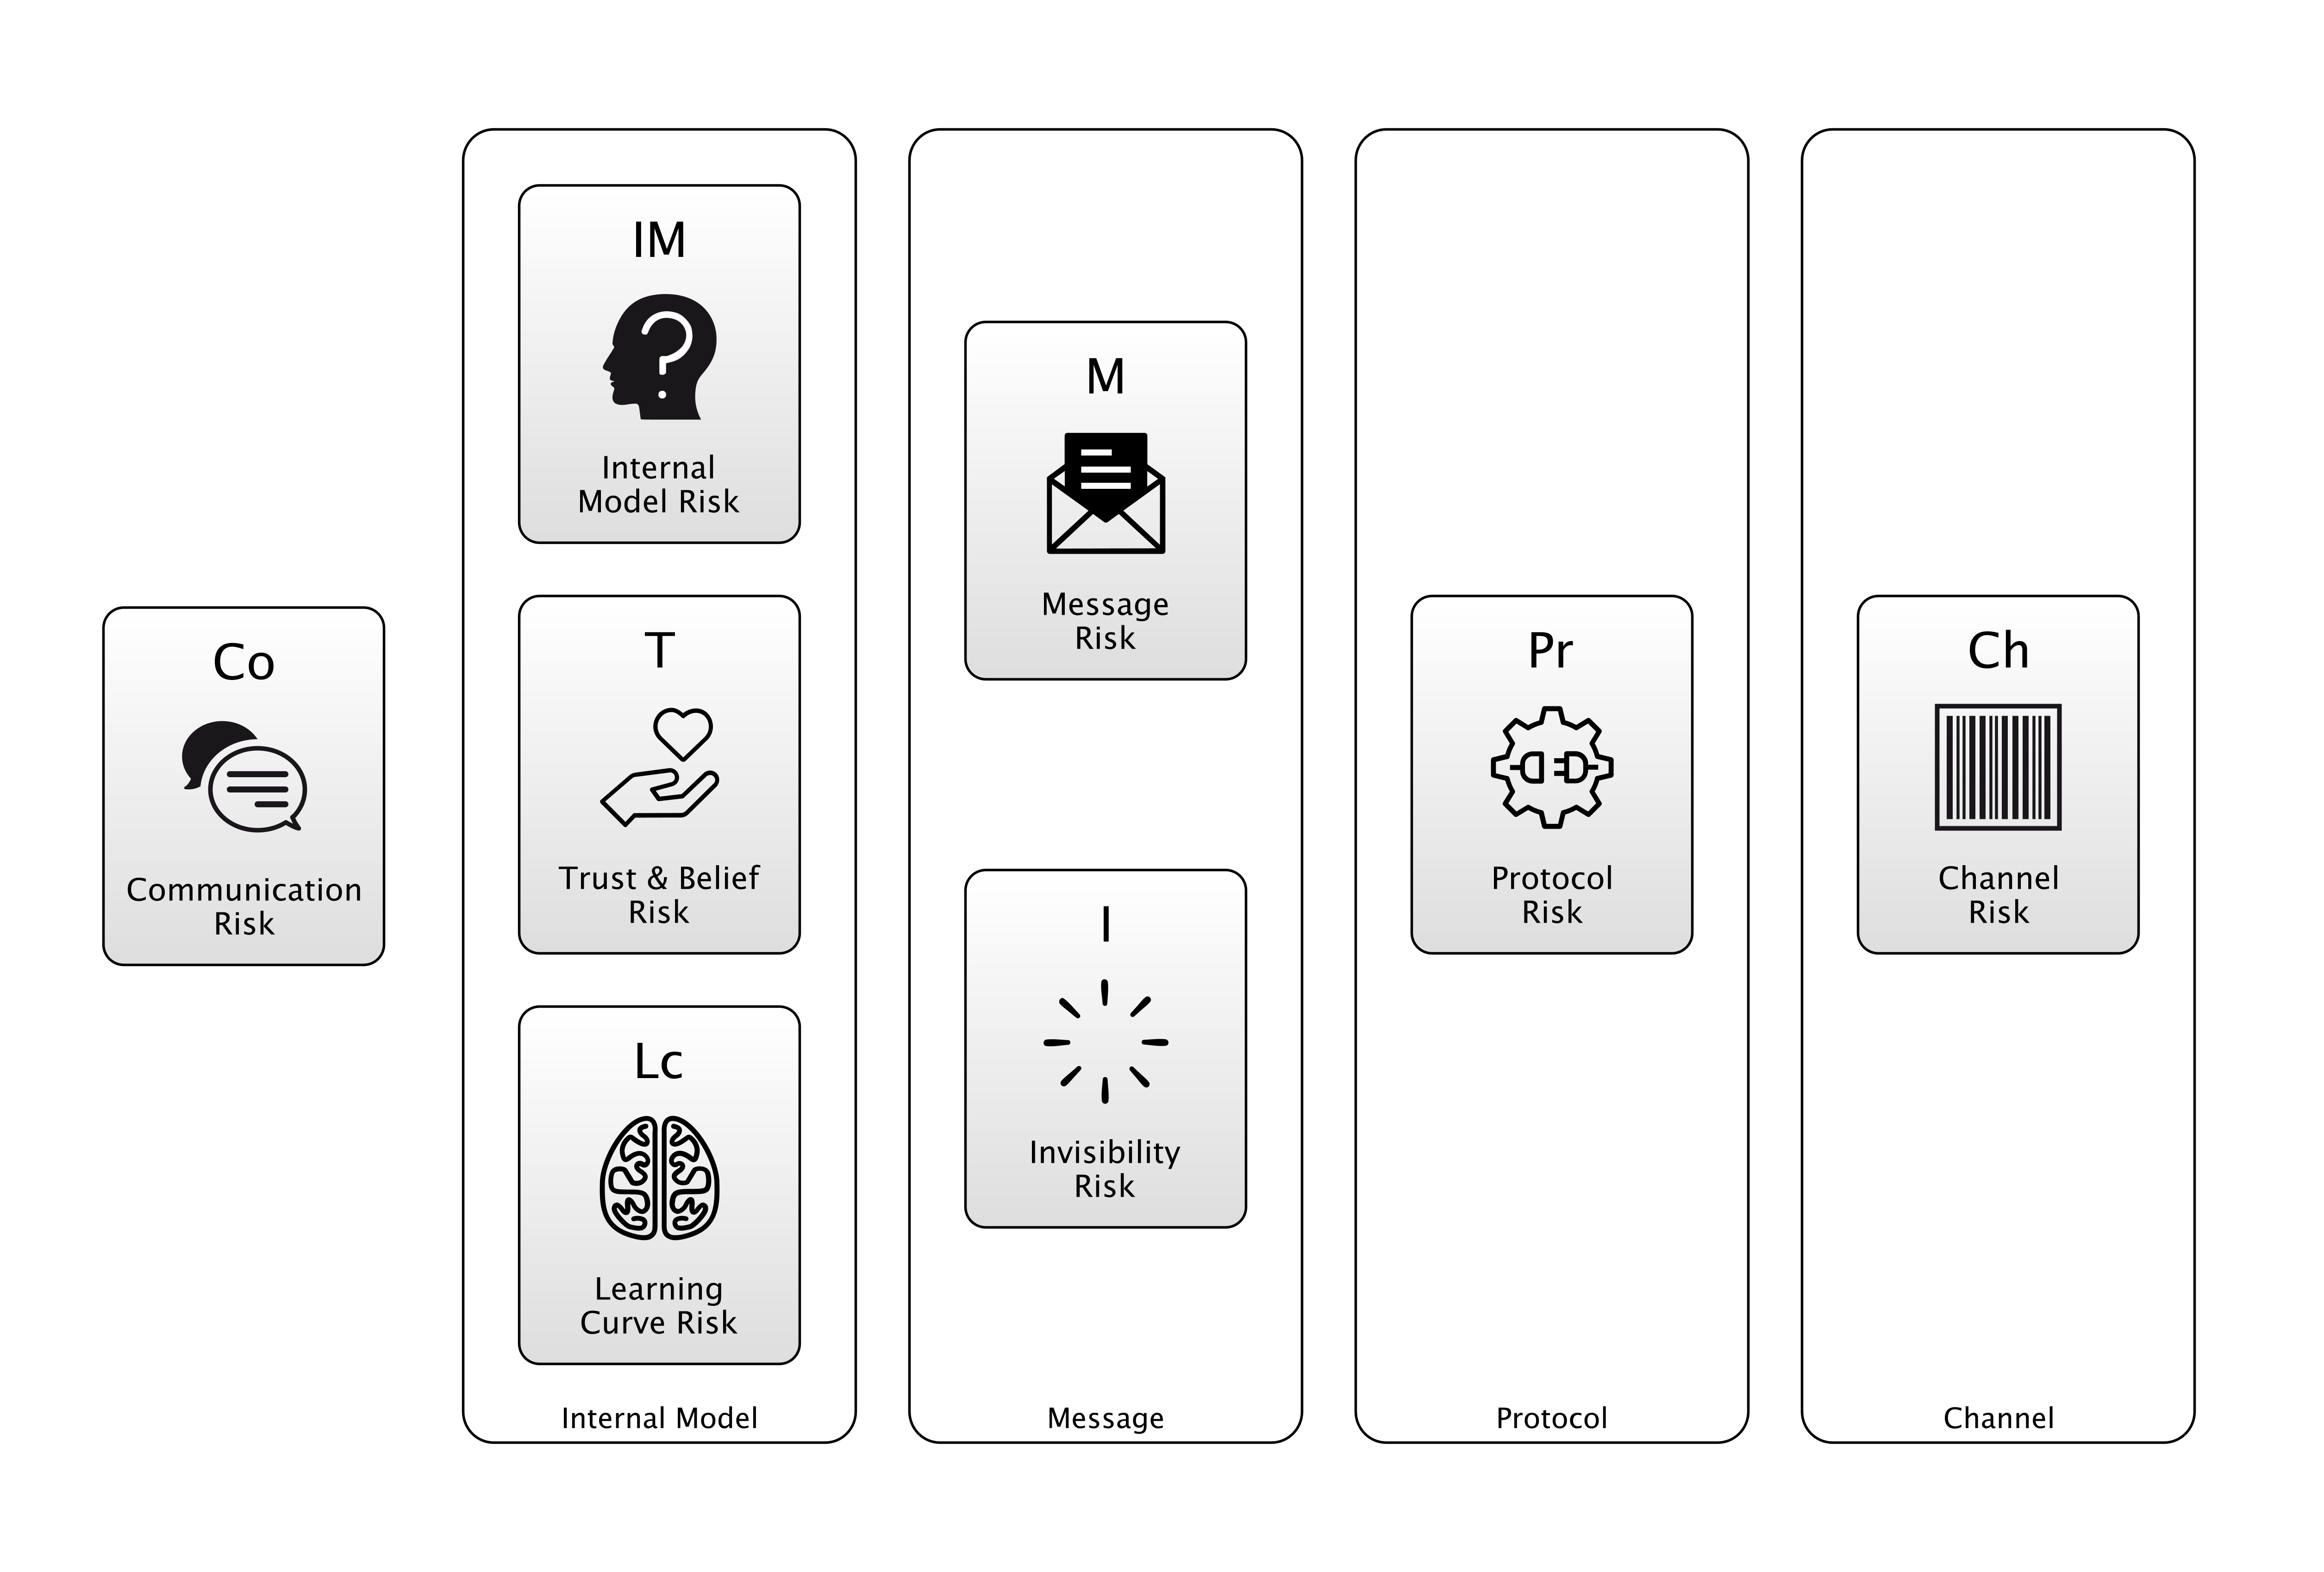 Co
Communication
Risk
IM
Internal
Model Risk
T
Trust & Belief
Risk
Lc
Learning
Curve Risk
Internal Model
M
Message
Risk
I
Invisibility
Risk
Message
Pr
Protocol
Risk
Protocol
Ch
Channel
Risk
Channel